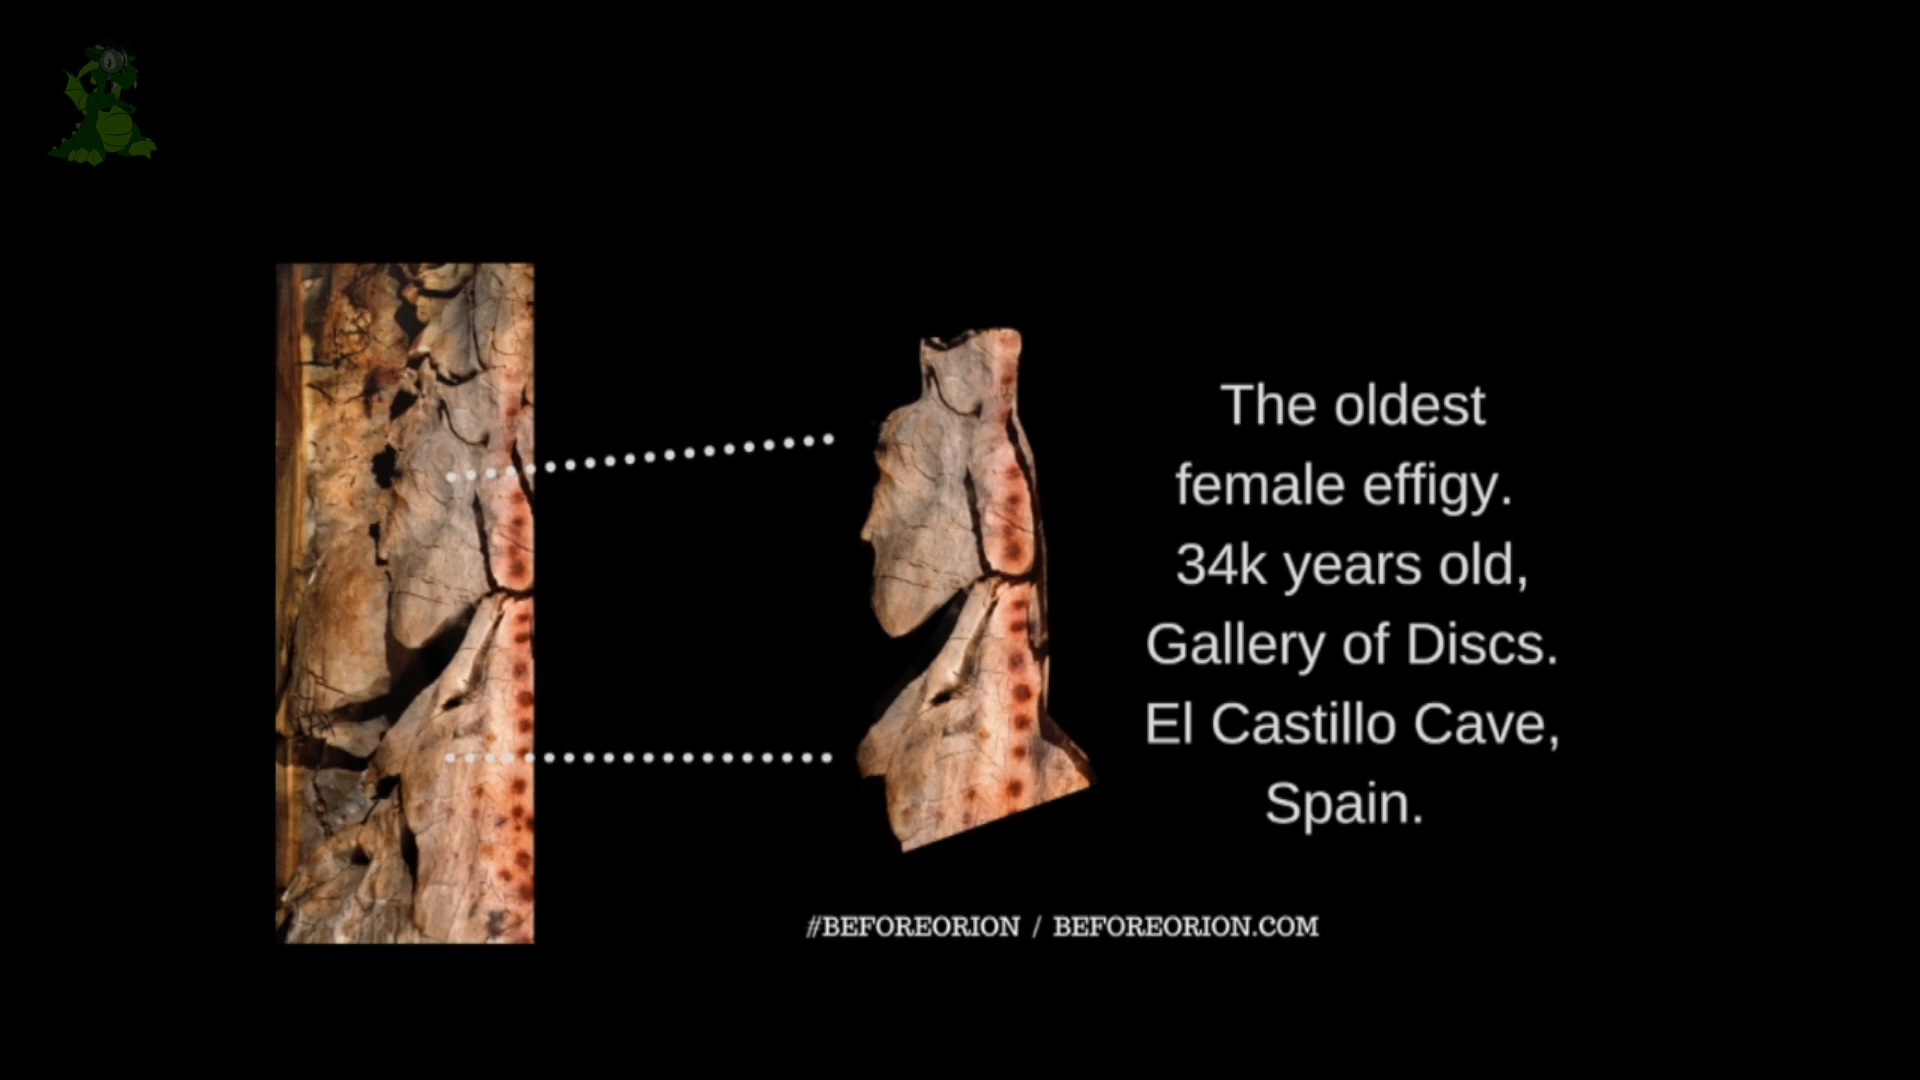 The oldest
female effigy.
34k years old,
Gallery of Discs.
El Castillo Cave,
Spain.
#BEFOREORION / BEFOREORION.COM